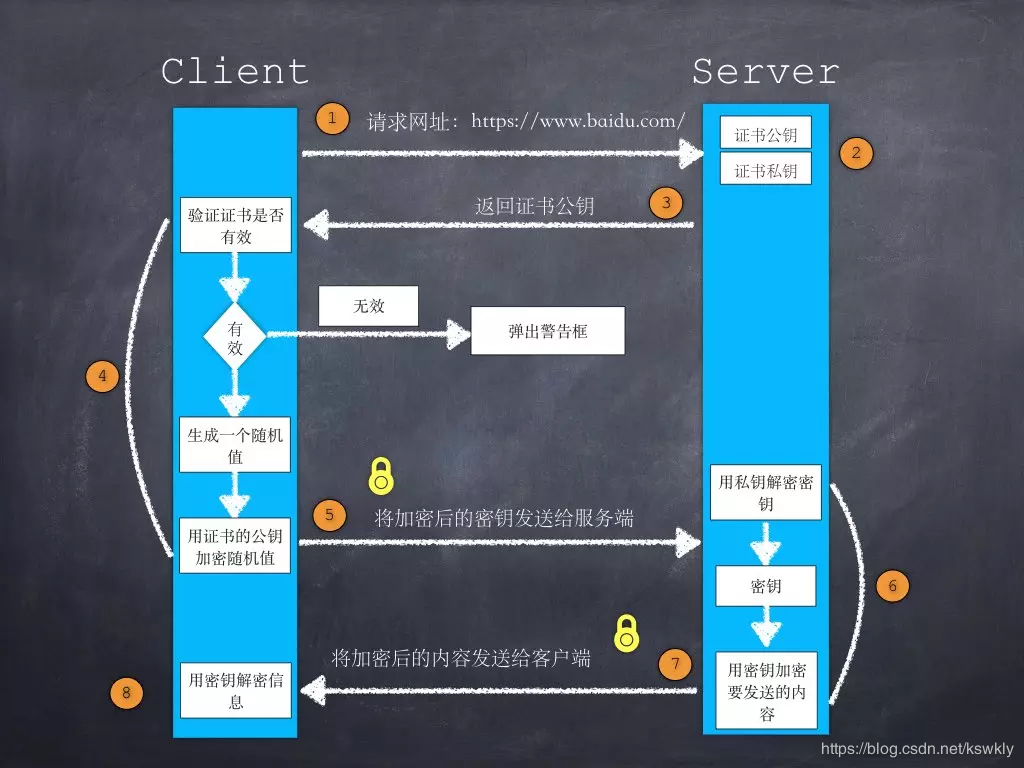 Client
Server
1
请求网址：https://www.baidu.com/
证书公钥
2
证书私钥
返回证书公钥
3
验证证书是否
有效
无效
有
效
弹出警告框
4
生成一个随机
值
用私钥解密密
钥
5
将加密后的密钥发送给服务端
用证书的公钥
加密随机值
密钥
6
将加密后的内容发送给客户端
7
用密钥加密
要发送的内
容
8
用密钥解密信
息
https://blog.csdn.net/kswkly